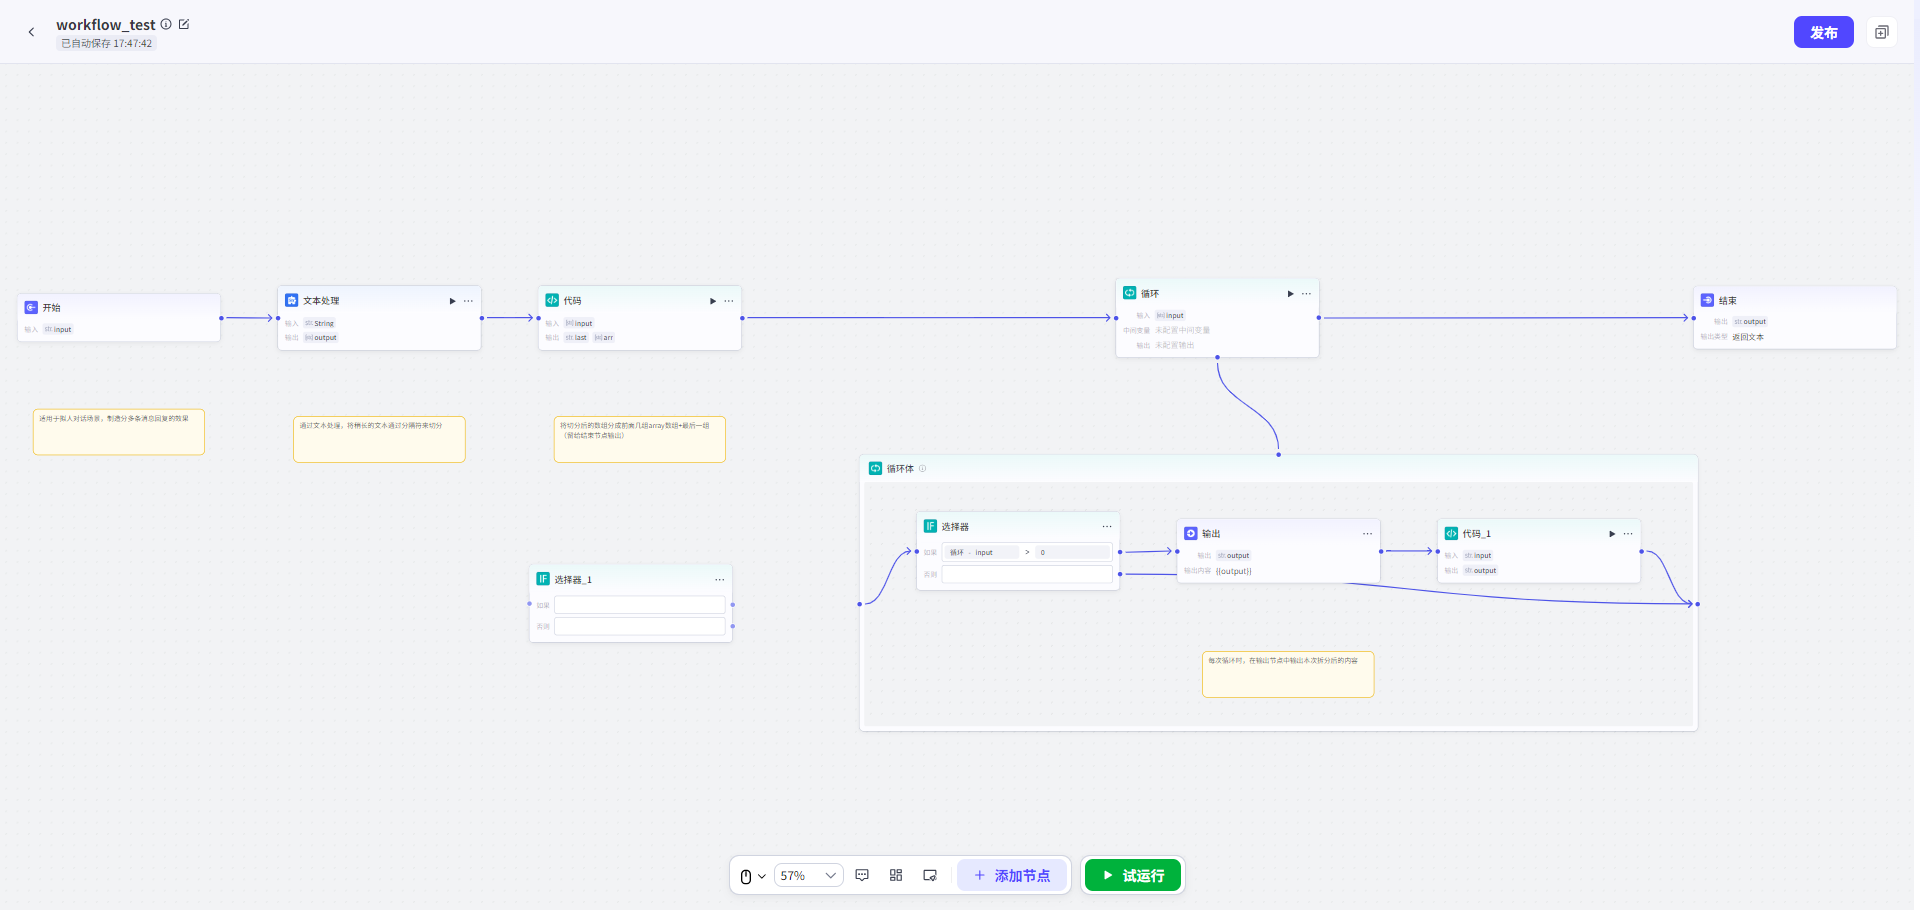 workflow_test
已自动保存 17:47:42
发布
开始
输入 str. input
文本处理
输入 str. String
输出 [str] output
代码
输入 [str] input
输出 str. last [str] arr
循环
输入 [str] input
中间变量 未配置中间变量
输出 未配置输出
结束
输出 str. output
输出类型 返回文本
适用于拟人对话场景，制造分多条消息回复的效果
通过文本处理，将稍长的文本通过分隔符来切分
将切分后的数组分成前面几组array数组+最后一组
（留给结束节点输出）
循环体
选择器
如果 循环 - input > 0
否则
输出
输出 str. output
输出内容 {{output}}
代码_1
输入 str. input
输出 str. output
每次循环时，在输出节点中输出本次拆分后的内容
选择器_1
如果
否则
57%
添加节点
试运行